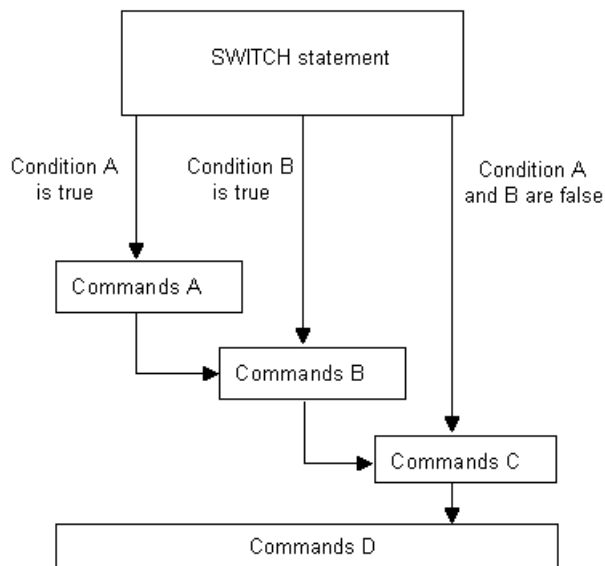 SWITCH statement
Condition A
is true
Condition B
is true
Condition A
and B are false
Commands A
Commands B
Commands C
Commands D